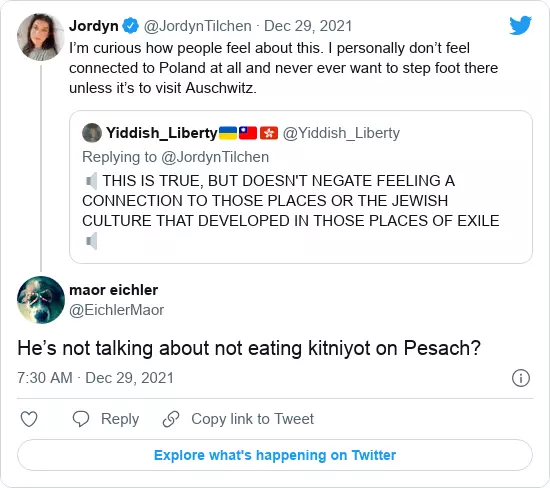 Jordyn @JordynTilchen · Dec 29, 2021
I’m curious how people feel about this. I personally don’t feel
connected to Poland at all and never ever want to step foot there
unless it’s to visit Auschwitz.
Yiddish_Liberty🇺🇦🇹🇼🇭🇰 @Yiddish_Liberty
Replying to @JordynTilchen
🔈THIS IS TRUE, BUT DOESN'T NEGATE FEELING A
CONNECTION TO THOSE PLACES OR THE JEWISH
CULTURE THAT DEVELOPED IN THOSE PLACES OF EXILE
🔈
maor eichler
@EichlerMaor
He’s not talking about not eating kitniyot on Pesach?
7:30 AM · Dec 29, 2021
Reply
Copy link to Tweet
Explore what's happening on Twitter